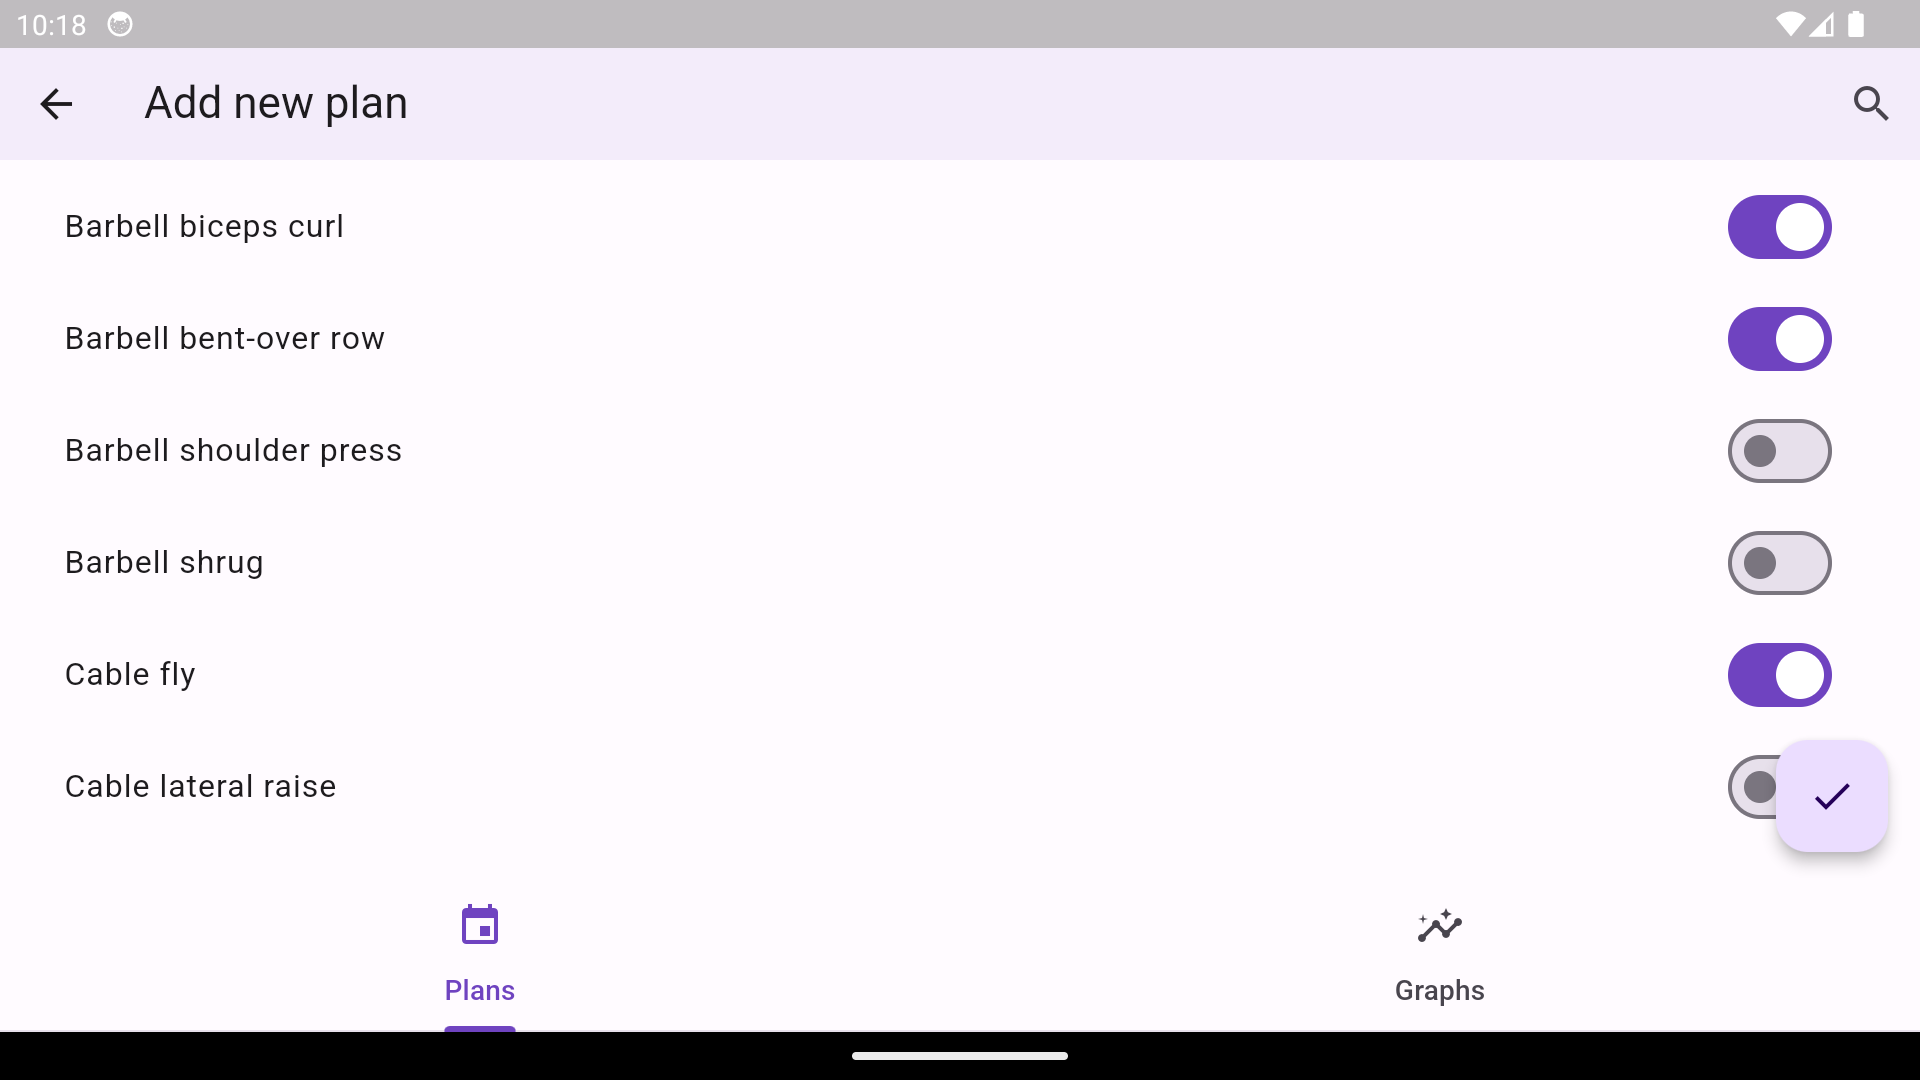 10:18
Add new plan
Barbell biceps curl
Barbell bent-over row
Barbell shoulder press
Barbell shrug
Cable fly
Cable lateral raise
Plans
Graphs